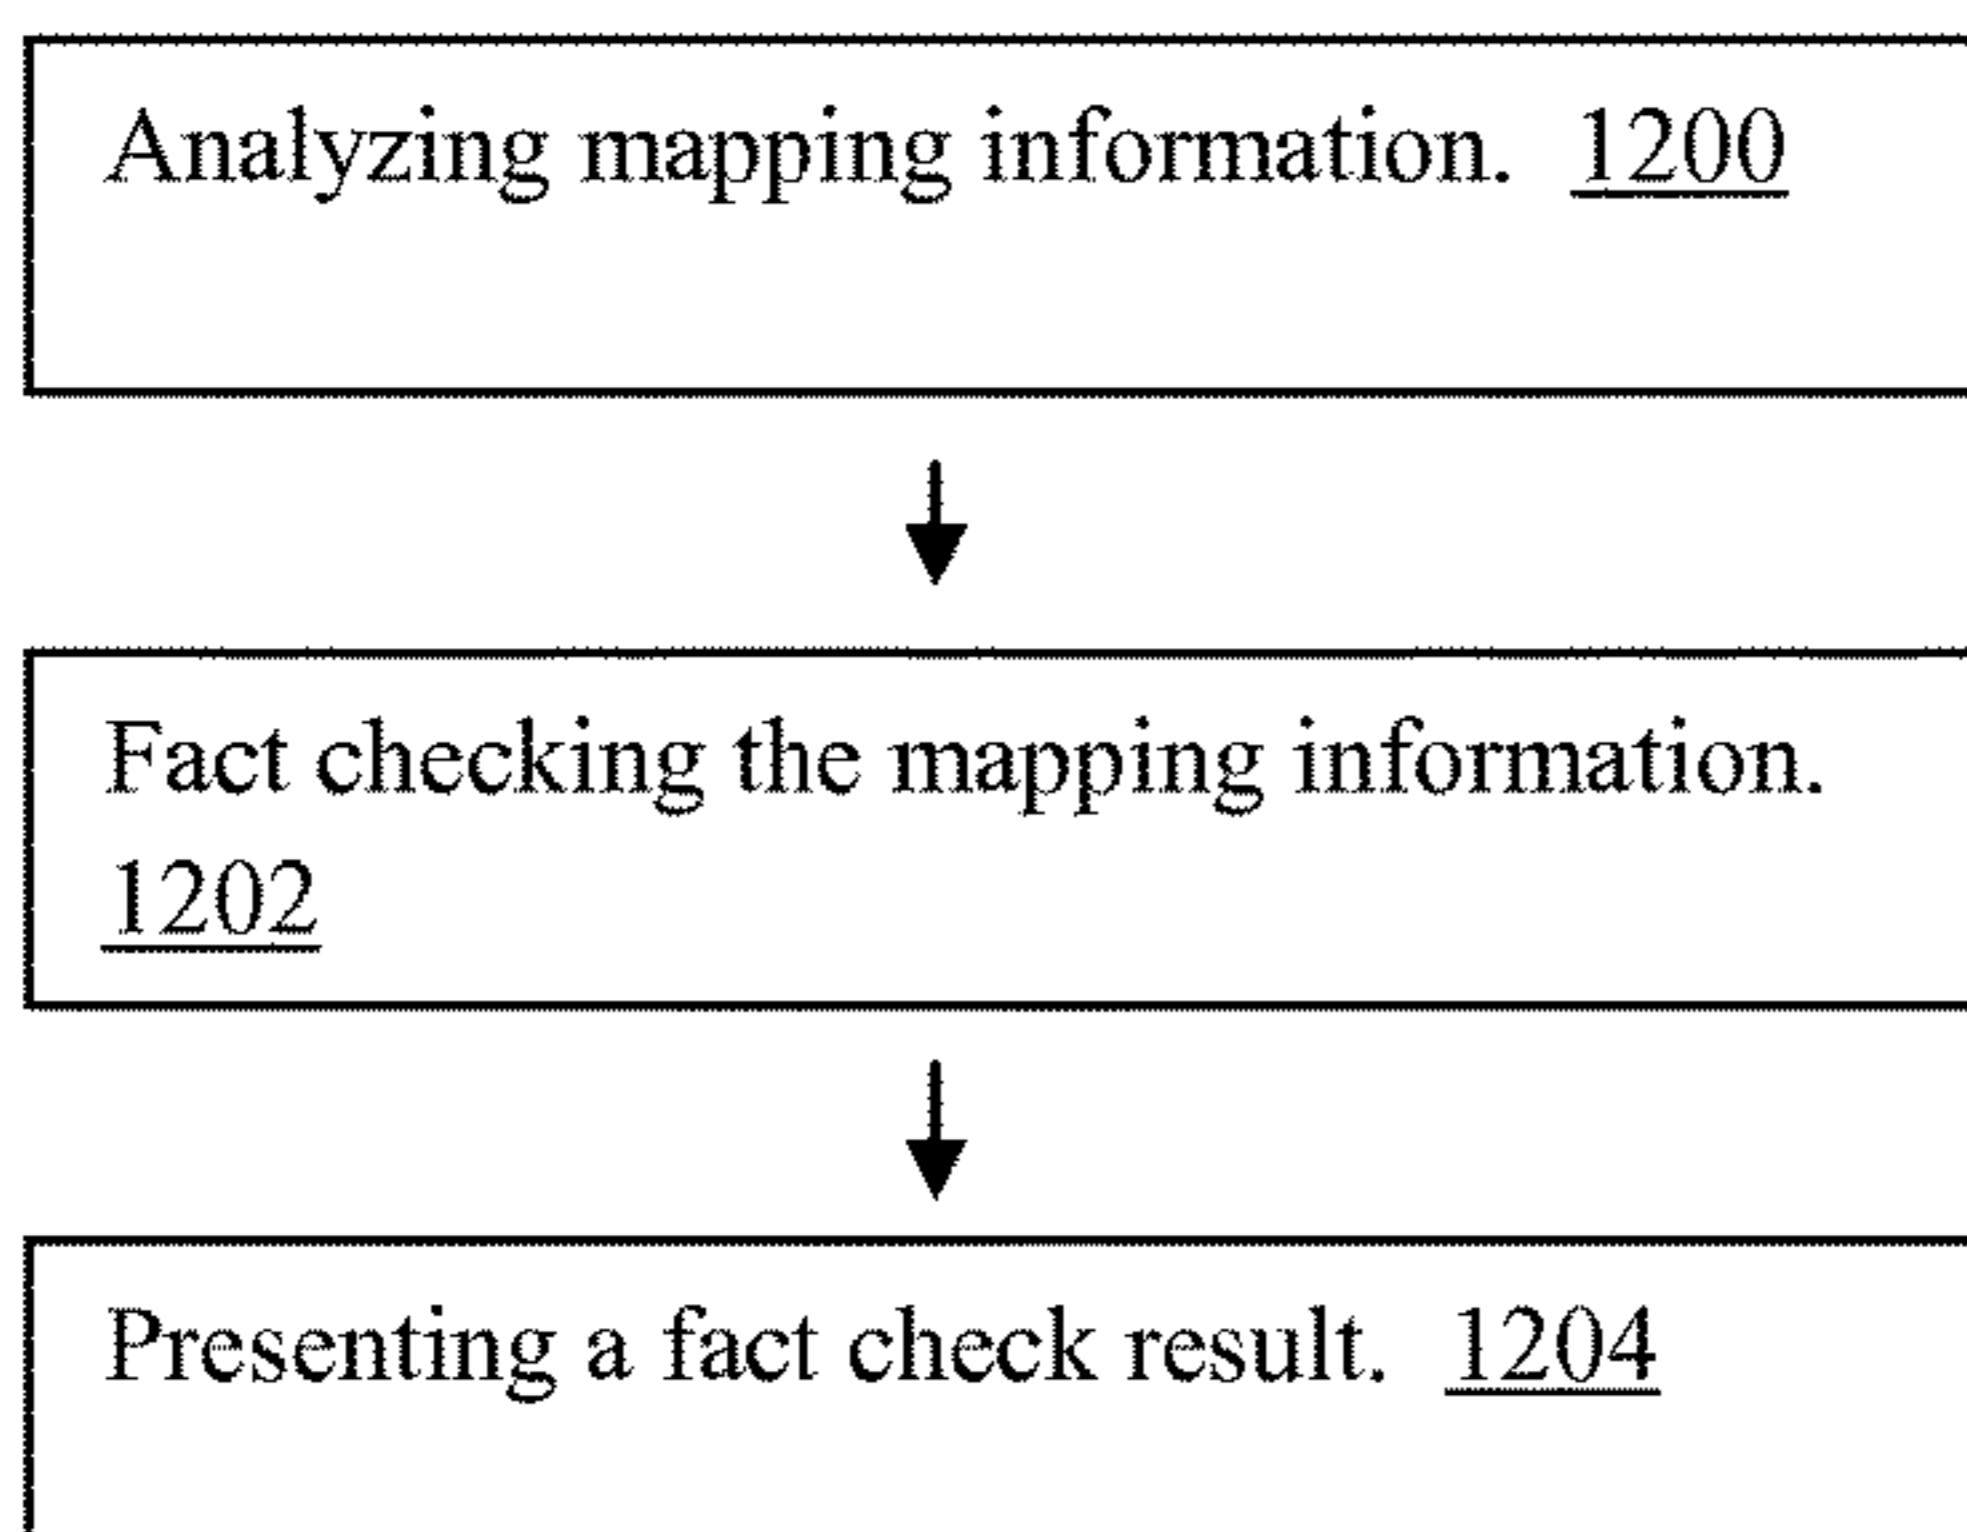 Analyzing mapping information. 1200
Fact checking the mapping information.
1202
Presenting a fact check result. 1204